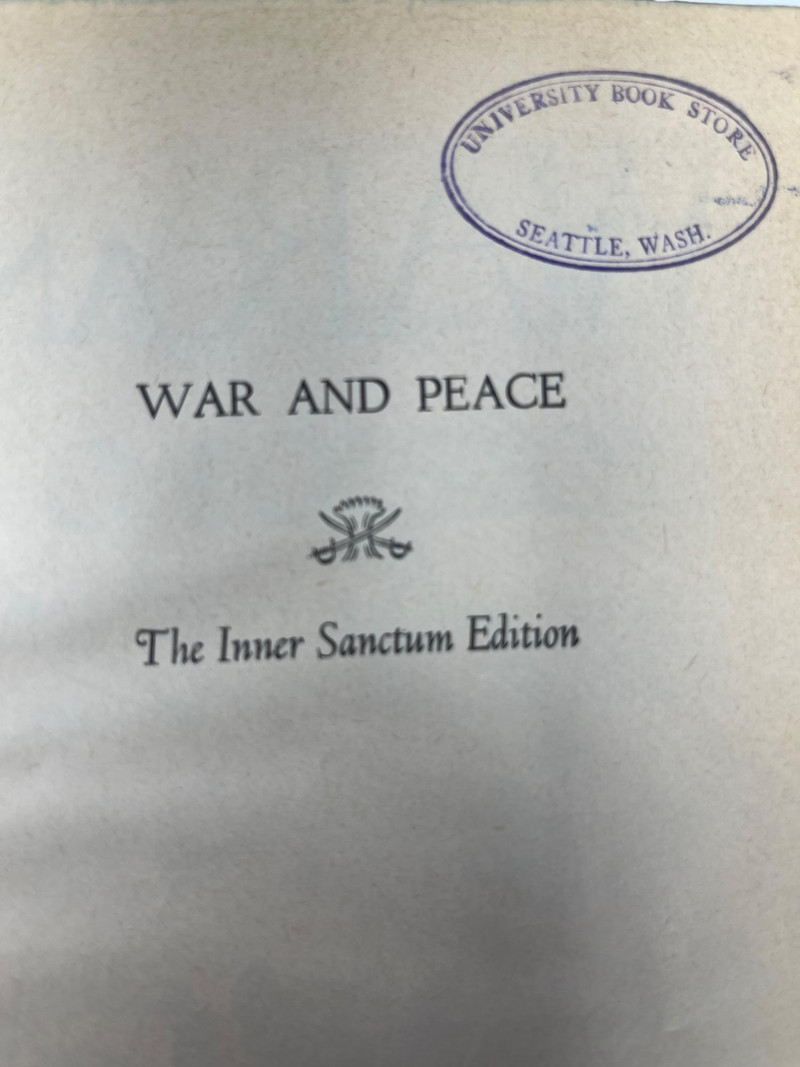 UNIVERSITY BOOK STORE
SEATTLE, WASH.
WAR AND PEACE
The Inner Sanctum Edition